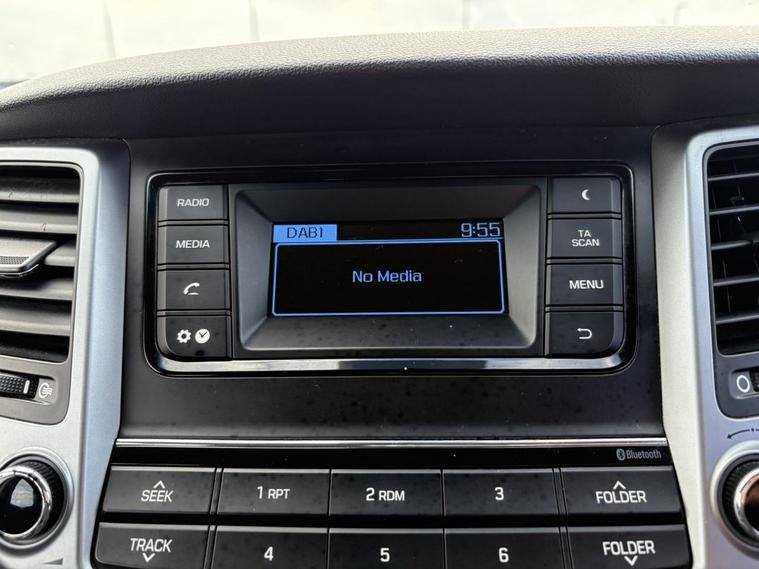 RADIO
MEDIA
DAB1 9:55
No Media
TA
SCAN
MENU
Bluetooth
SEEK
1 RPT
2 RDM
3
FOLDER
TRACK
4
5
6
FOLDER